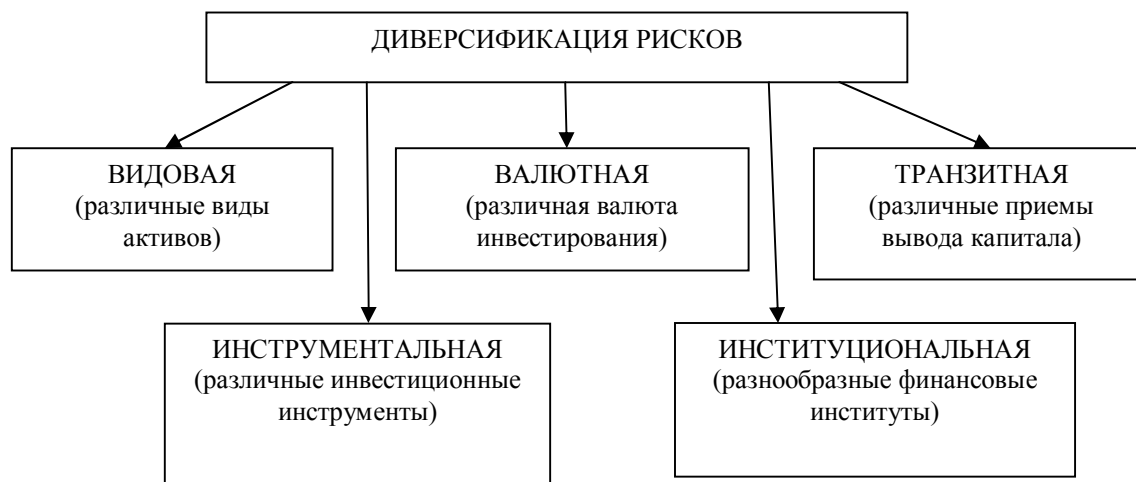 ДИВЕРСИФИКАЦИЯ РИСКОВ
ВИДОВАЯ
(различные виды
активов)
ВАЛЮТНАЯ
(различная валюта
инвестирования)
ТРАНЗИТНАЯ
(различные приемы
вывода капитала)
ИНСТРУМЕНТАЛЬНАЯ
(различные инвестиционные
инструменты)
ИНСТИТУЦИОНАЛЬНАЯ
(разнообразные финансовые
институты)